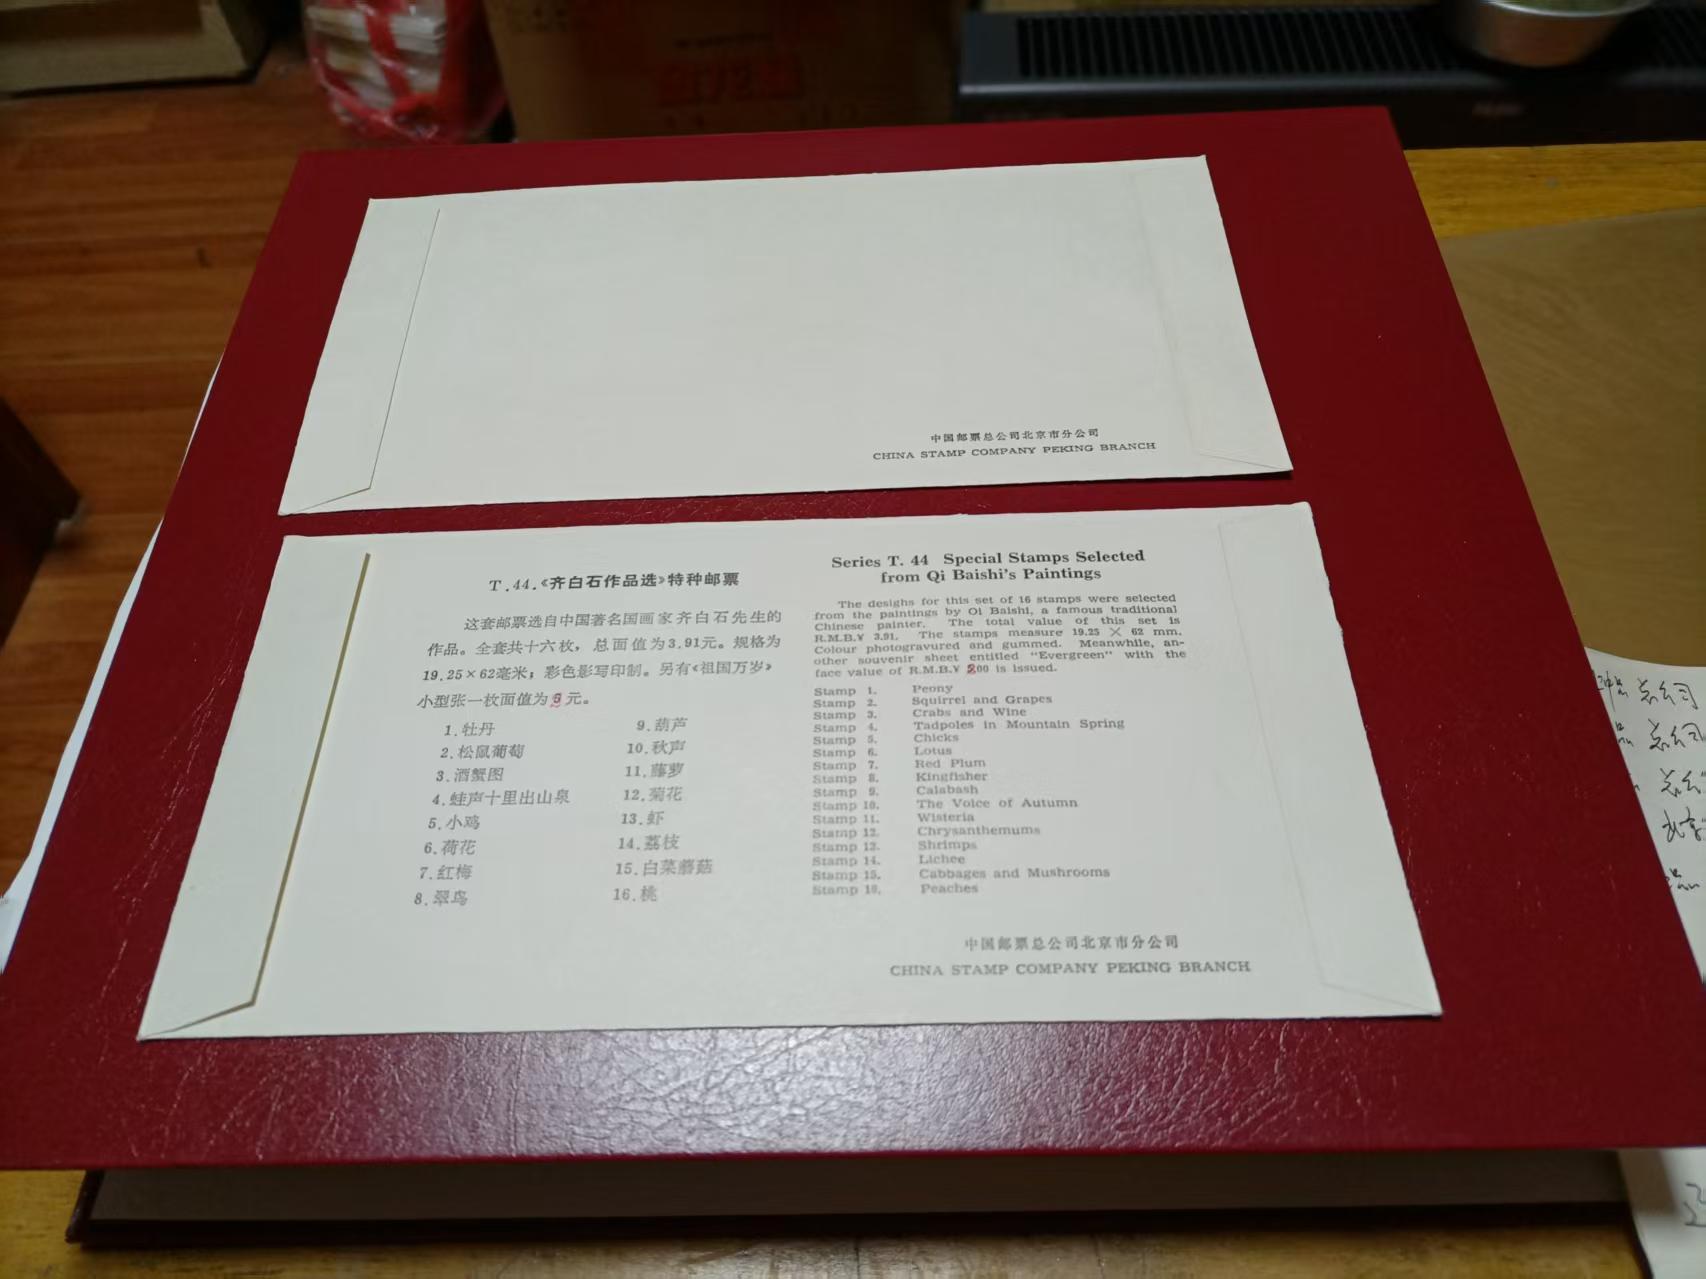 中国邮票总公司北京市分公司
CHINA STAMP COMPANY PEKING BRANCH
T.44.《齐白石作品选》特种邮票
这套邮票选自中国著名国画家齐白石先生的
作品。全套共十六枚，总面值为3.91元。规格为
19.25×62毫米；彩色影写印制。另有《祖国万岁》
小型张一枚面值为元。
1.牡丹
2.松鼠葡萄
3.酒蟹图
4.蛙声十里出山泉
5.小鸡
6.荷花
7.红梅
8.翠鸟
9.葫芦
10.秋声
11.藤萝
12.菊花
13.虾
14.荔枝
15.白菜蘑菇
16.桃
Series T. 44 Special Stamps Selected
from Qi Baishi's Paintings
The desighs for this set of 16 stamps were selected
from the paintings by Qi Baishi, a famous traditional
Chinese painter. The total value of this set is
R.M.B.¥ 3.91. The stamps measure 19.25 × 62 mm.
Colour photogravured and gummed. Meanwhile, an-
other souvenir sheet entitled "Evergreen" with the
face value of R.M.B.¥ 200 is issued.
Stamp 1. Peony
Stamp 2. Squirrel and Grapes
Stamp 3. Crabs and Wine
Stamp 4. Tadpoles in Mountain Spring
Stamp 5. Chicks
Stamp 6. Lotus
Stamp 7. Red Plum
Stamp 8. Kingfisher
Stamp 9. Calabash
Stamp 10. The Voice of Autumn
Stamp 11. Wisteria
Stamp 12. Chrysanthemums
Stamp 13. Shrimps
Stamp 14. Lichee
Stamp 15. Cabbages and Mushrooms
Stamp 16. Peaches
中国邮票总公司北京市分公司
CHINA STAMP COMPANY PEKING BRANCH